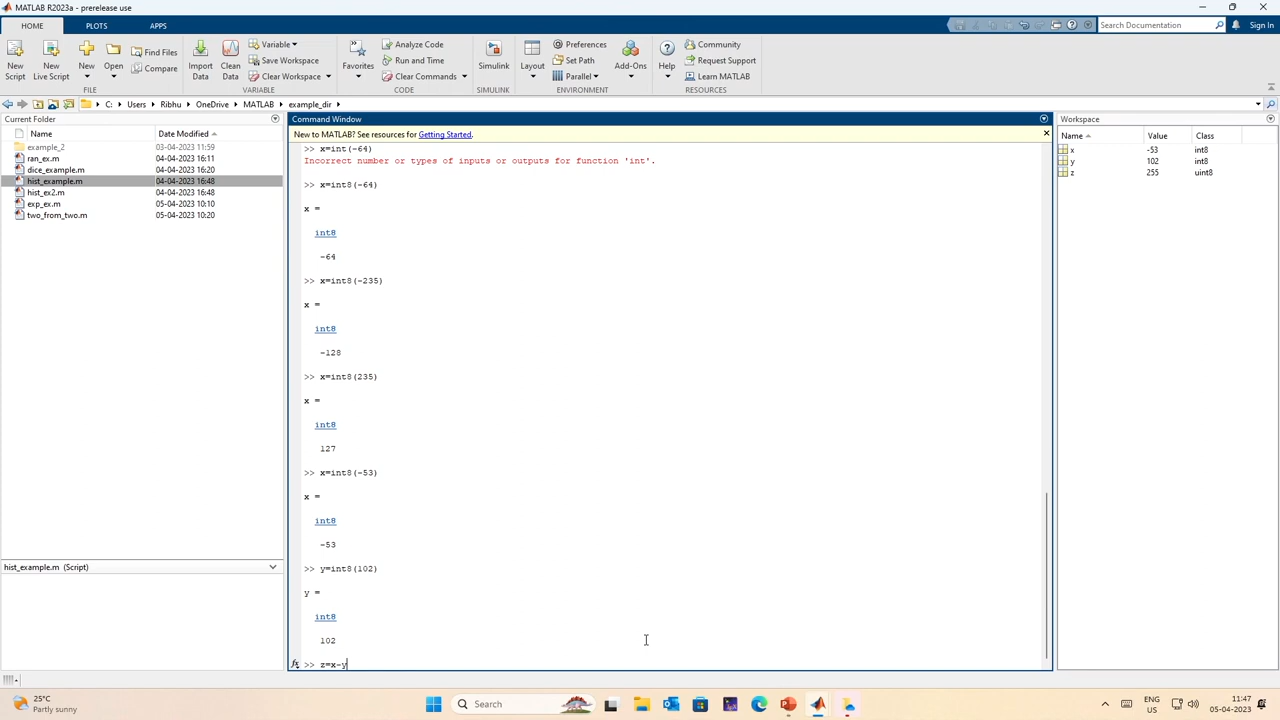 MATLAB R2023a - prerelease use
HOME PLOTS APPS
Search Documentation
Sign In
New Script
New Live Script
New
Open
Find Files
Compare
Import Data
Clean Data
Variable
Save Workspace
Clear Workspace
Favorites
Analyze Code
Run and Time
Clear Commands
Simulink
Layout
Preferences
Set Path
Parallel
Add-Ons
Help
Community
Request Support
Learn MATLAB
FILE VARIABLE CODE SIMULINK ENVIRONMENT RESOURCES
C: Users Ribhu OneDrive MATLAB example_dir
Current Folder
Name Date Modified
example_2 03-04-2023 11:59
ran_ex.m 04-04-2023 16:11
dice_example.m 04-04-2023 16:20
hist_example.m 04-04-2023 16:48
hist_ex2.m 04-04-2023 16:48
exp_ex.m 05-04-2023 10:10
two_from_two.m 05-04-2023 10:20
hist_example.m (Script)
Command Window
New to MATLAB? See resources for Getting Started.
>> x=int(-64)
Incorrect number or types of inputs or outputs for function 'int'.
>> x=int8(-64)
x =
int8
-64
>> x=int8(-235)
x =
int8
-128
>> x=int8(235)
x =
int8
127
>> x=int8(-53)
x =
int8
-53
>> y=int8(102)
y =
int8
102
fx >> z=x-y
Workspace
Name Value Class
x -53 int8
y 102 int8
z 255 uint8
25°C
Partly sunny
Search
ENG
US
11:47
05-04-2023